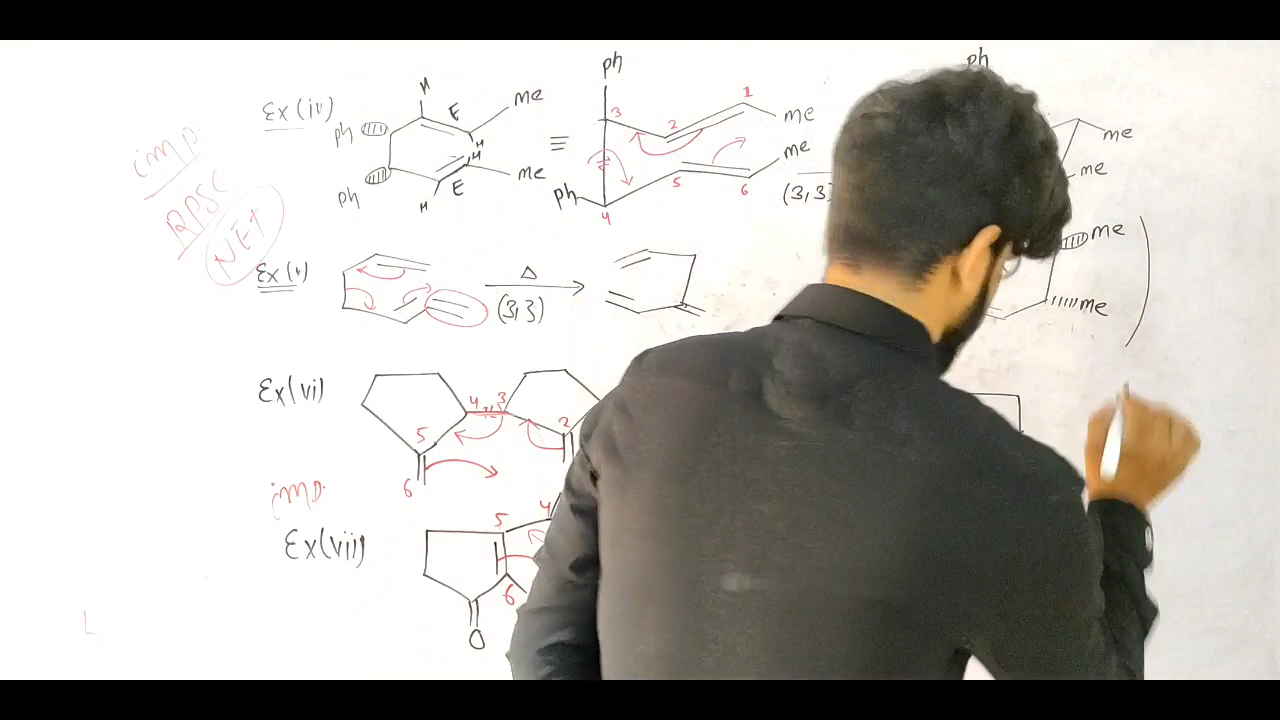 imp.
RPSC
NET
Ex (iv)
Ph
Ph
H
E
Me
H
H
Me
E
H
≡
Ph
3
2
1
Me
Me
5
6
Ph
4
(3,3
Ph
Me
Me
Me
Me
Ex (v)
Δ
(3,3)
Ex (vi)
4
3
2
5
6
imp.
Ex (vii)
5
4
6
O